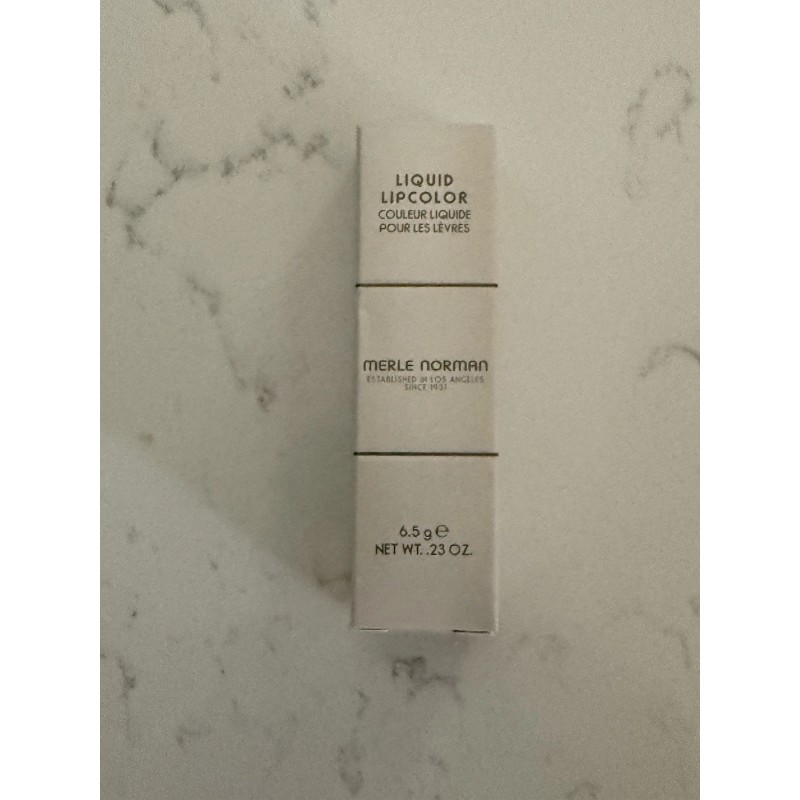 LIQUID
LIPCOLOR
COULEUR LIQUIDE
POUR LES LÈVRES
MERLE NORMAN
ESTABLISHED IN LOS ANGELES
SINCE 1931
6.5 g ℮
NET WT. .23 OZ.